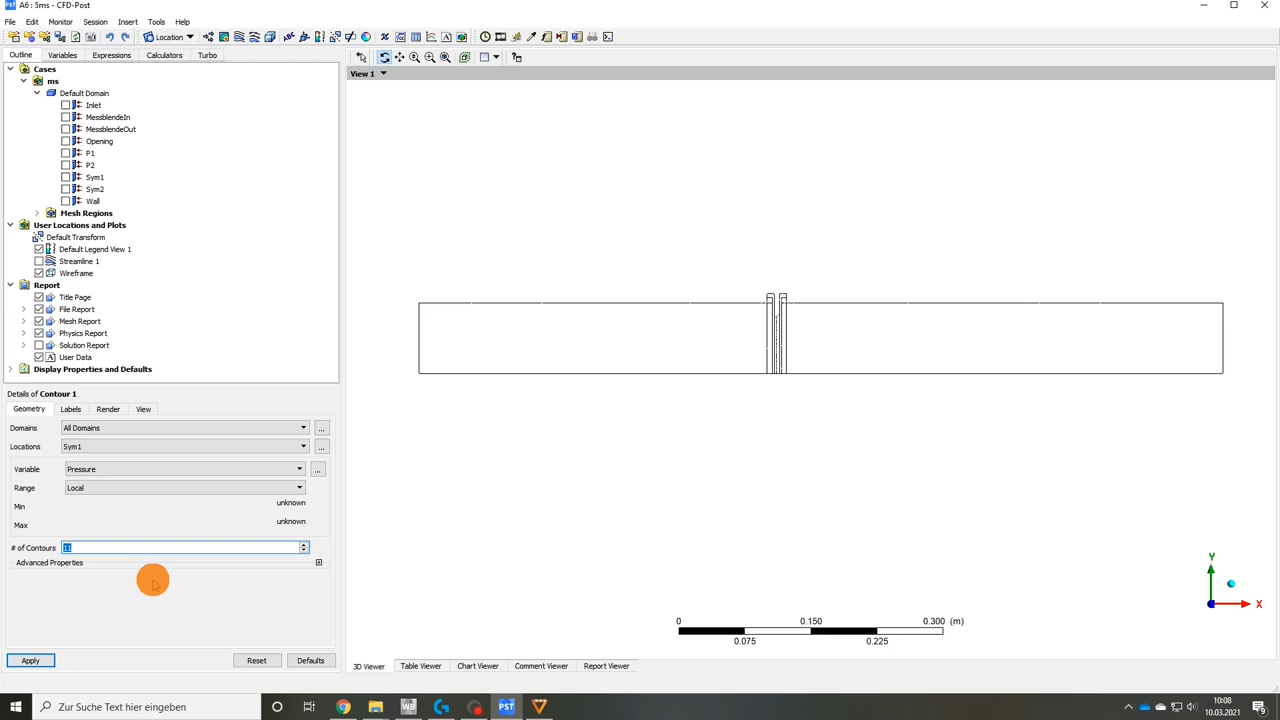 A6 : 5ms - CFD-Post
File Edit Monitor Session Insert Tools Help
Location
Outline Variables Expressions Calculators Turbo
View 1
Cases
ms
Default Domain
Inlet
MessblendeIn
MessblendeOut
Opening
P1
P2
Sym1
Sym2
Wall
Mesh Regions
User Locations and Plots
Default Transform
Default Legend View 1
Streamline 1
Wireframe
Report
Title Page
File Report
Mesh Report
Physics Report
Solution Report
User Data
Display Properties and Defaults
Details of Contour 1
Geometry Labels Render View
Domains All Domains ...
Locations Sym1 ...
Variable Pressure ...
Range Local
Min unknown
Max unknown
# of Contours 11
Advanced Properties
Apply Reset Defaults
0 0.150 0.300 (m)
0.075 0.225
Y
X
3D Viewer Table Viewer Chart Viewer Comment Viewer Report Viewer
Zur Suche Text hier eingeben
WB
PST
10:08
10.03.2021